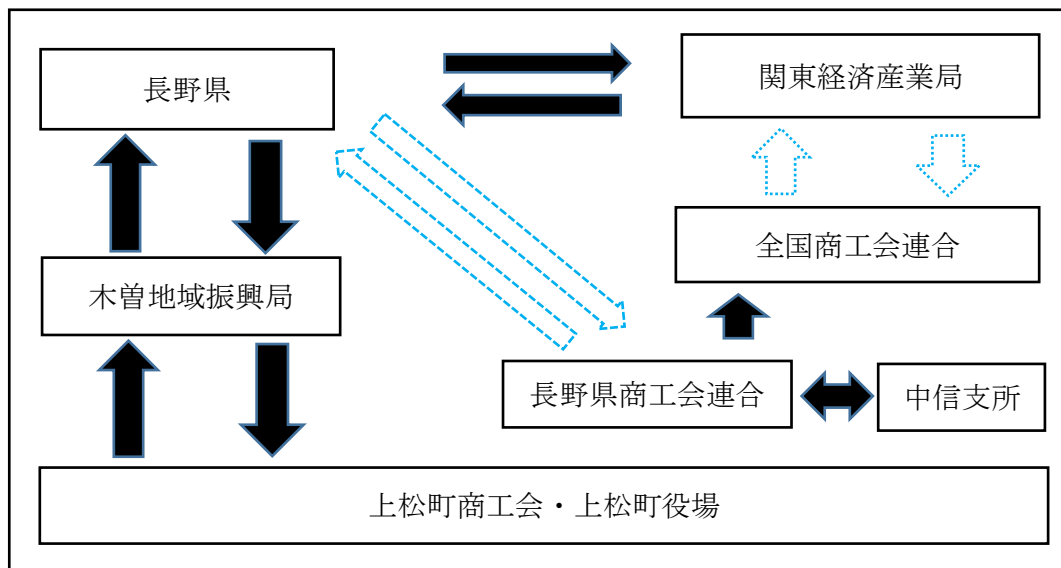 長野県
関東経済産業局
全国商工会連合
木曽地域振興局
長野県商工会連合
中信支所
上松町商工会・上松町役場